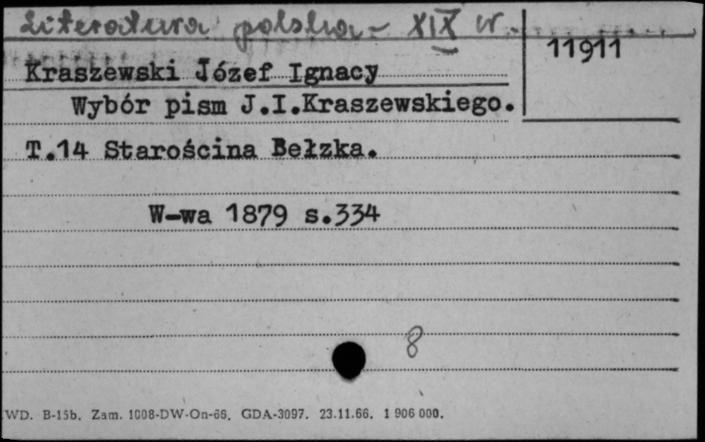 Literatura polska - XIX w.
11911
Kraszewski Józef Ignacy
Wybór pism J.I.Kraszewskiego.
T.14 Starościna Bełzka.
W-wa 1879 s.334
8
WD. B-15b. Zam. 1008-DW-On-66. GDA-3097. 23.11.66. 1 906 000.